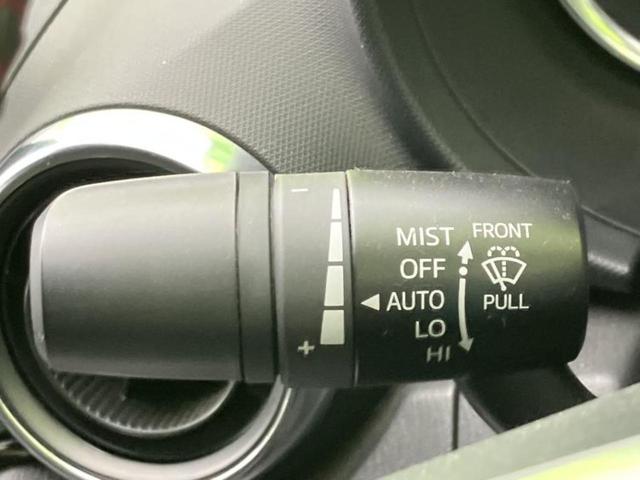 −
MIST
FRONT
OFF
◀ AUTO
PULL
LO
+
HI